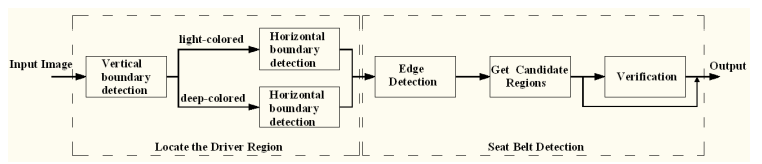 Input Image
Vertical
boundary
detection
light-colored
deep-colored
Horizontal
boundary
detection
Horizontal
boundary
detection
Locate the Driver Region
Edge
Detection
Get Candidate
Regions
Verification
Output
Seat Belt Detection